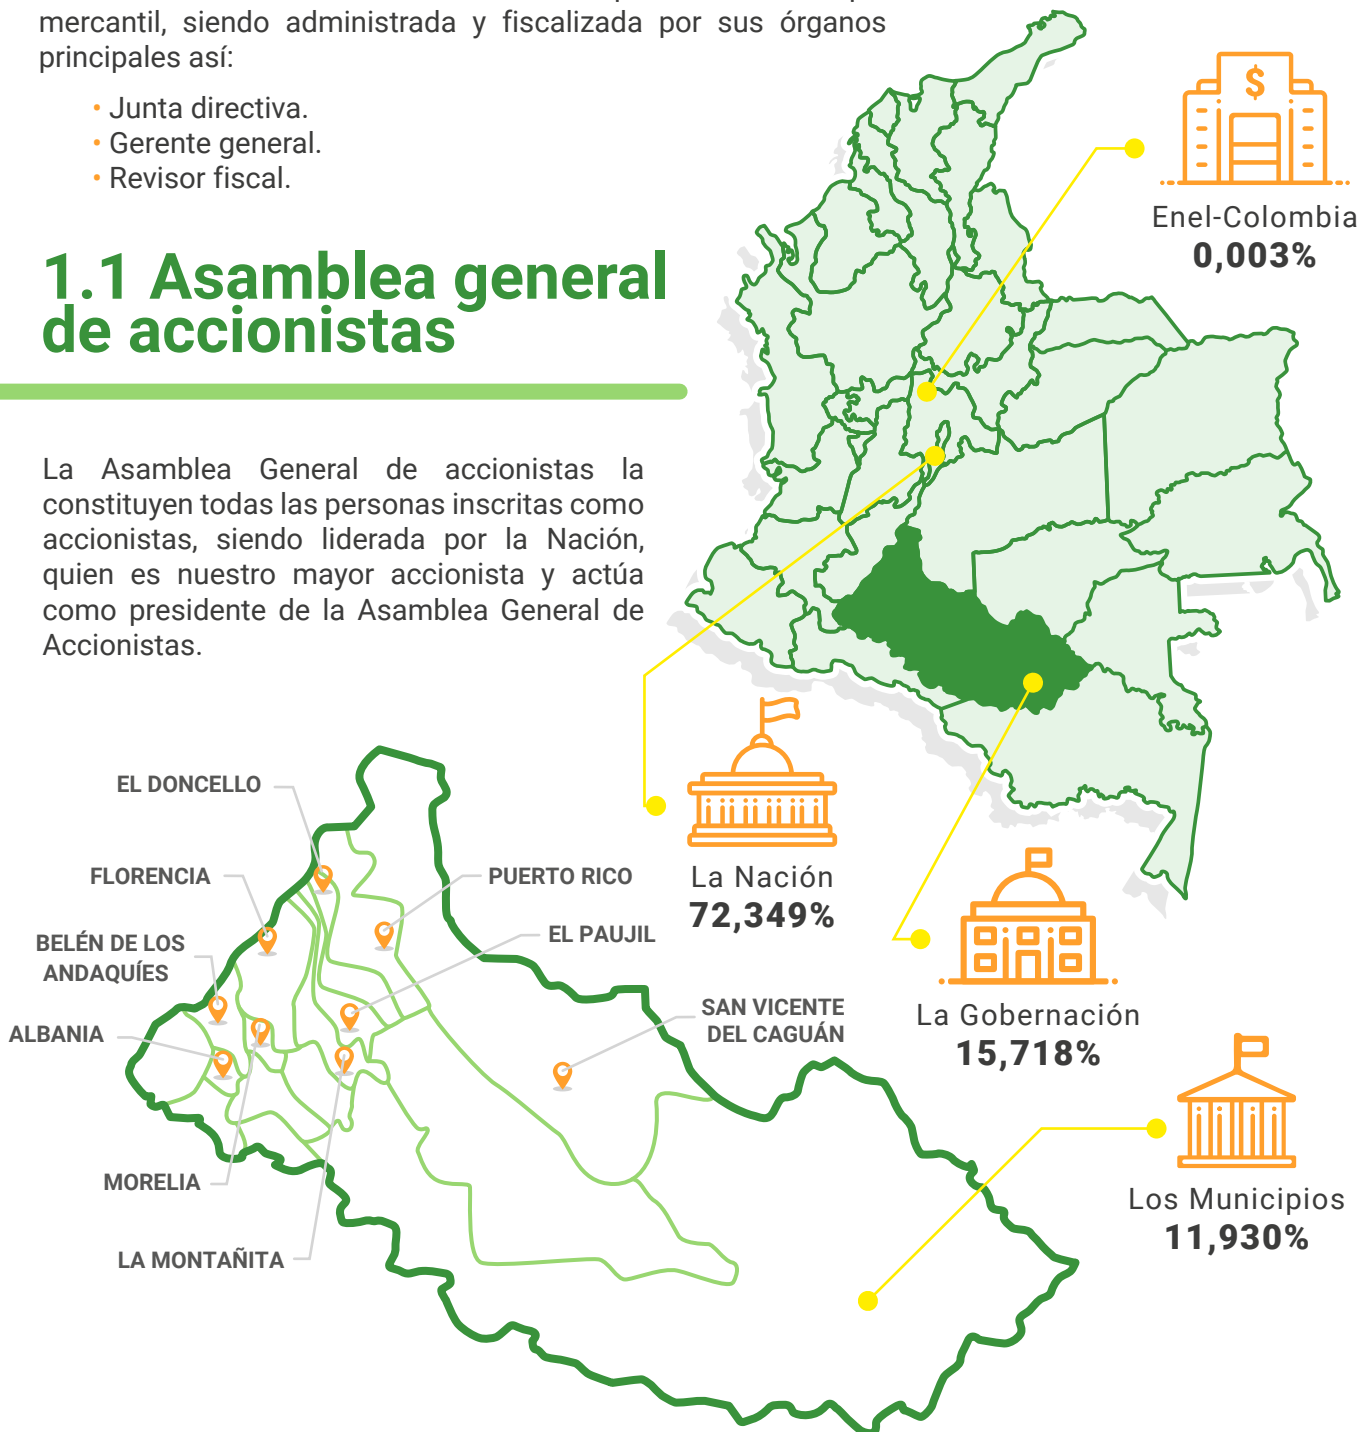 mercantil, siendo administrada y fiscalizada por sus órganos
principales así:
• Junta directiva.
• Gerente general.
• Revisor fiscal.
1.1 Asamblea general
de accionistas
La Asamblea General de accionistas la
constituyen todas las personas inscritas como
accionistas, siendo liderada por la Nación,
quien es nuestro mayor accionista y actúa
como presidente de la Asamblea General de
Accionistas.
$
Enel-Colombia
0,003%
La Nación
72,349%
La Gobernación
15,718%
Los Municipios
11,930%
EL DONCELLO
FLORENCIA
PUERTO RICO
BELÉN DE LOS
ANDAQUÍES
EL PAUJIL
ALBANIA
SAN VICENTE
DEL CAGUÁN
MORELIA
LA MONTAÑITA